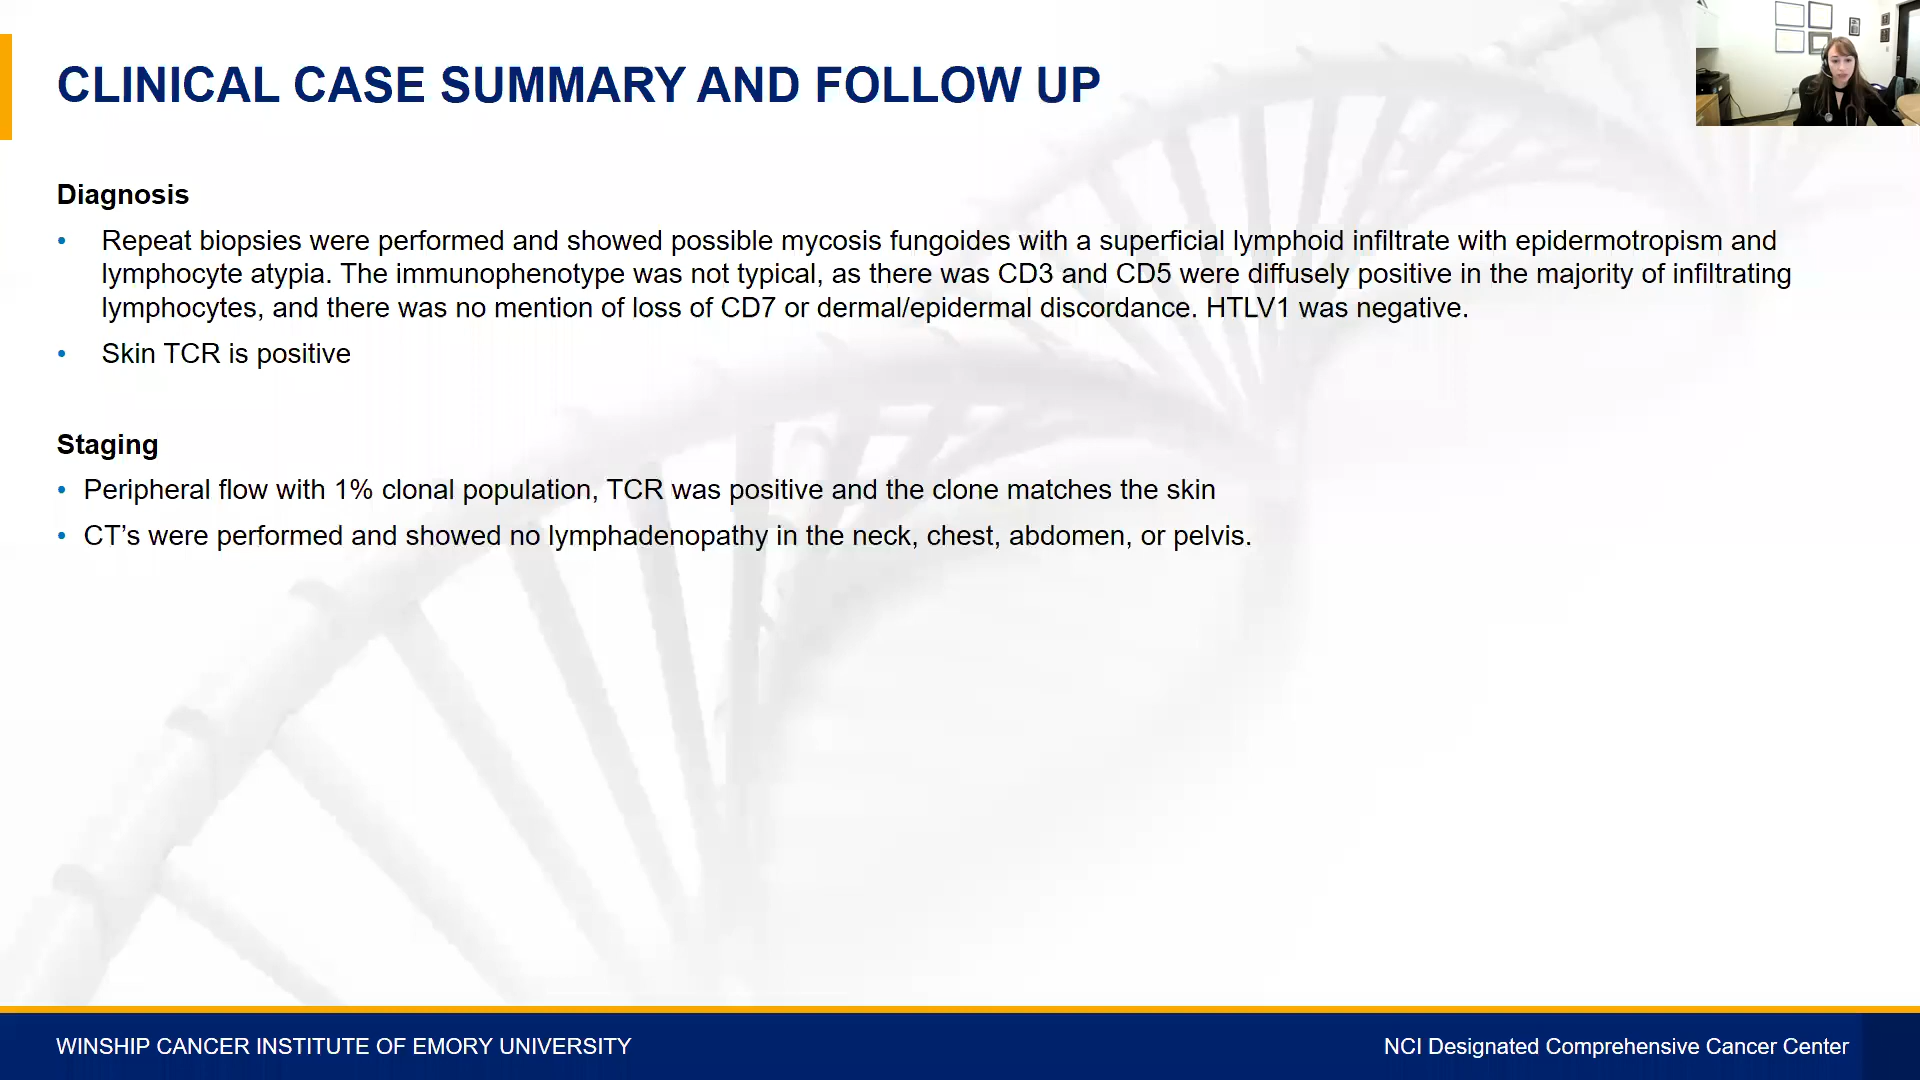 CLINICAL CASE SUMMARY AND FOLLOW UP
Diagnosis
• Repeat biopsies were performed and showed possible mycosis fungoides with a superficial lymphoid infiltrate with epidermotropism and
lymphocyte atypia. The immunophenotype was not typical, as there was CD3 and CD5 were diffusely positive in the majority of infiltrating
lymphocytes, and there was no mention of loss of CD7 or dermal/epidermal discordance. HTLV1 was negative.
• Skin TCR is positive
Staging
• Peripheral flow with 1% clonal population, TCR was positive and the clone matches the skin
• CT’s were performed and showed no lymphadenopathy in the neck, chest, abdomen, or pelvis.
WINSHIP CANCER INSTITUTE OF EMORY UNIVERSITY
NCI Designated Comprehensive Cancer Center